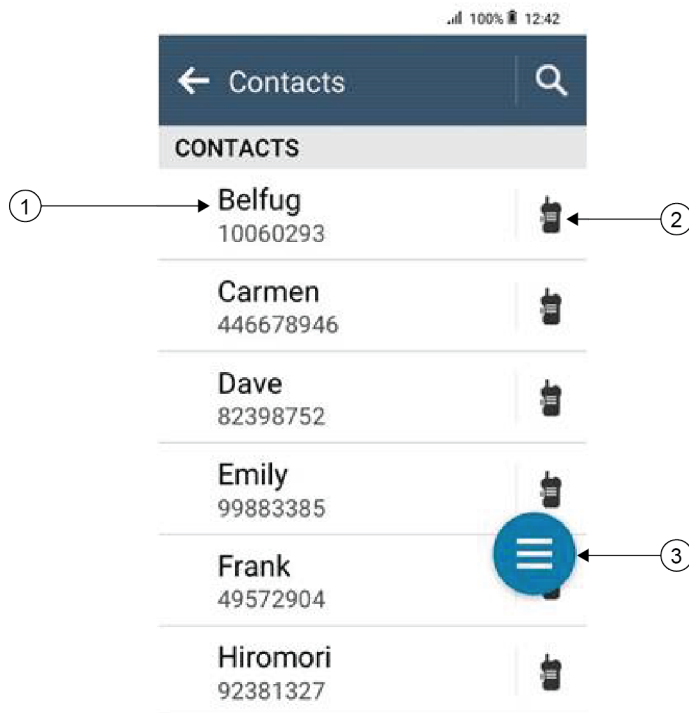 100% 12:42
Contacts
CONTACTS
1
Belfug
10060293
2
Carmen
446678946
Dave
82398752
Emily
99883385
3
Frank
49572904
Hiromori
92381327